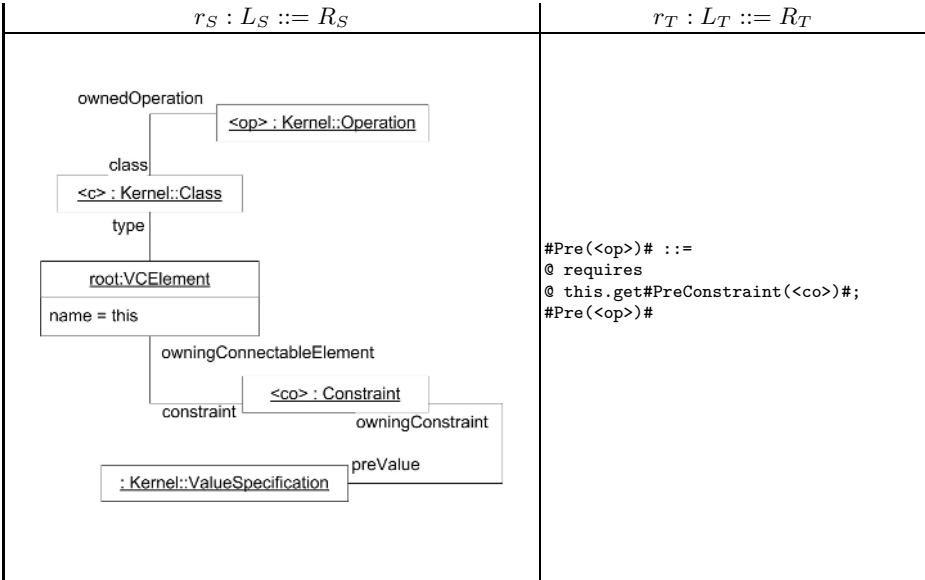 r_S : L_S ::= R_S
r_T : L_T ::= R_T
ownedOperation
<op> : Kernel::Operation
class
<c> : Kernel::Class
type
root:VCElement
name = this
owningConnectableElement
<co> : Constraint
constraint
owningConstraint
preValue
: Kernel::ValueSpecification
#Pre(<op>)# ::=
@ requires
@ this.get#PreConstraint(<co>)#;
#Pre(<op>)#